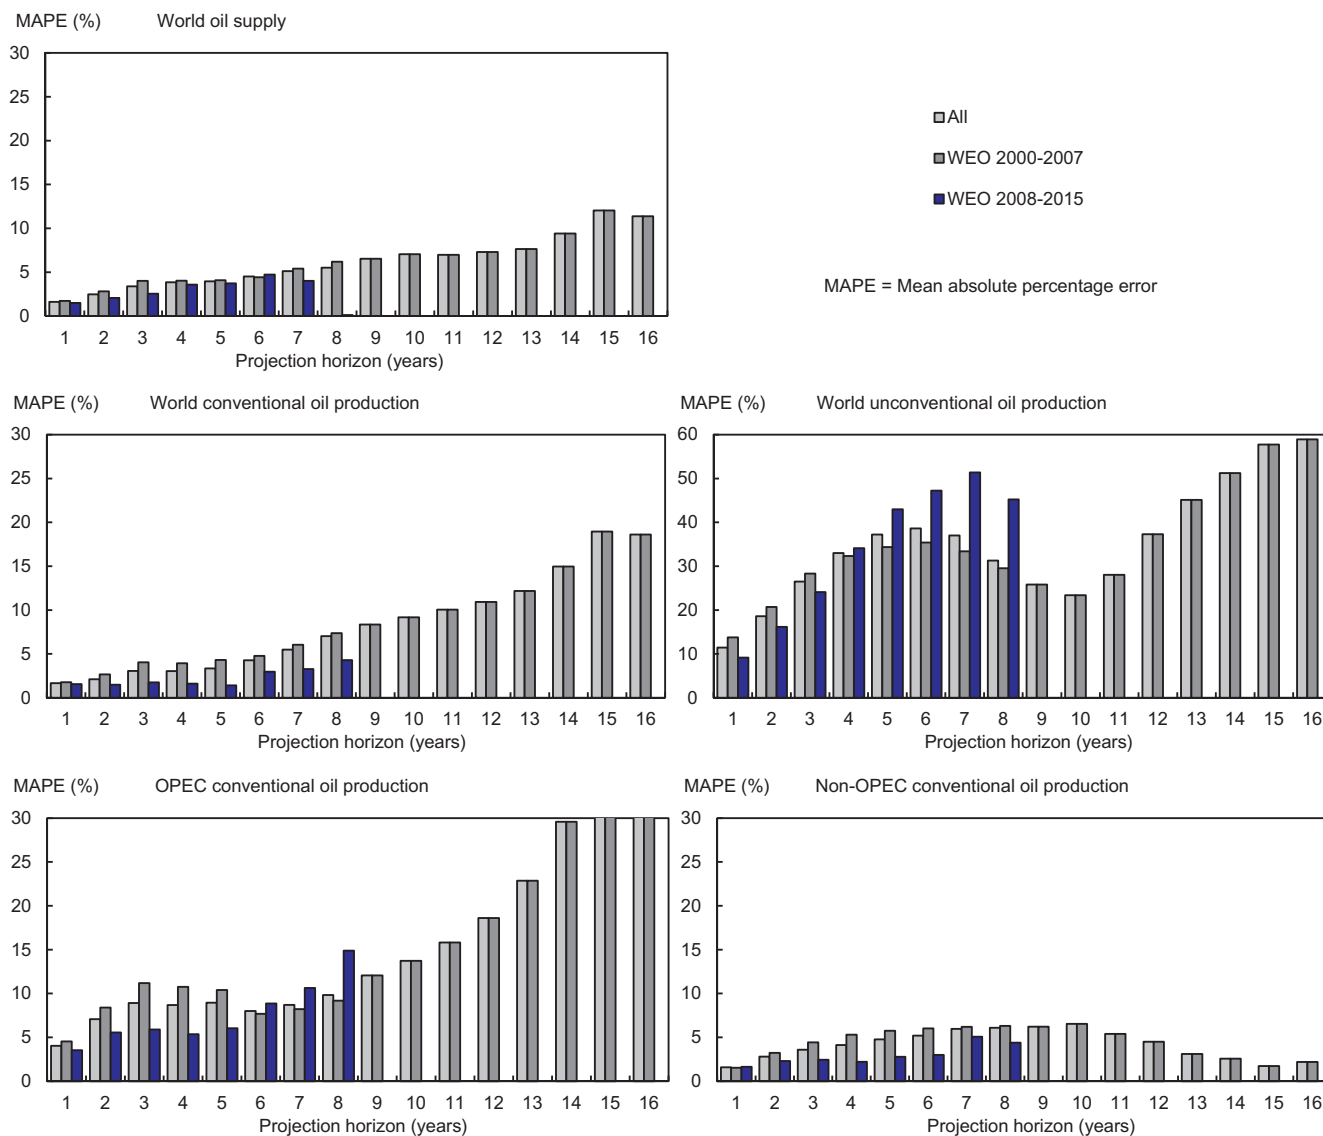 MAPE (%) World oil supply
30
25
20
15
10
5
0
1 2 3 4 5 6 7 8 9 10 11 12 13 14 15 16
Projection horizon (years)
All
WEO 2000-2007
WEO 2008-2015
MAPE = Mean absolute percentage error
MAPE (%) World conventional oil production
30
25
20
15
10
5
0
1 2 3 4 5 6 7 8 9 10 11 12 13 14 15 16
Projection horizon (years)
MAPE (%) World unconventional oil production
60
50
40
30
20
10
0
1 2 3 4 5 6 7 8 9 10 11 12 13 14 15 16
Projection horizon (years)
MAPE (%) OPEC conventional oil production
30
25
20
15
10
5
0
1 2 3 4 5 6 7 8 9 10 11 12 13 14 15 16
Projection horizon (years)
MAPE (%) Non-OPEC conventional oil production
30
25
20
15
10
5
0
1 2 3 4 5 6 7 8 9 10 11 12 13 14 15 16
Projection horizon (years)